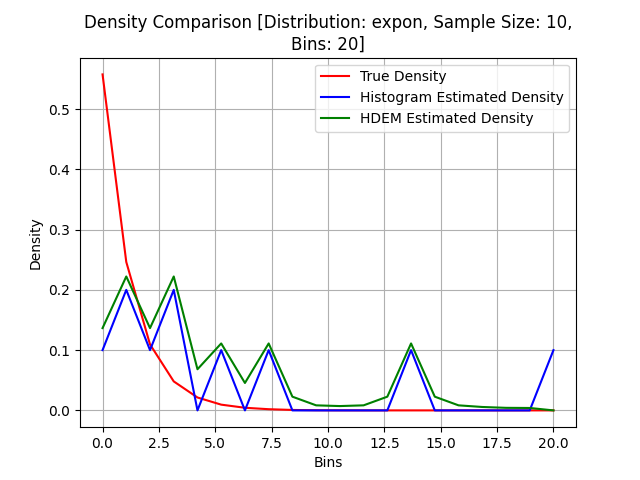 Density Comparison [Distribution: expon, Sample Size: 10,
Bins: 20]
True Density
Histogram Estimated Density
HDEM Estimated Density
Density
0.5
0.4
0.3
0.2
0.1
0.0
0.0 2.5 5.0 7.5 10.0 12.5 15.0 17.5 20.0
Bins